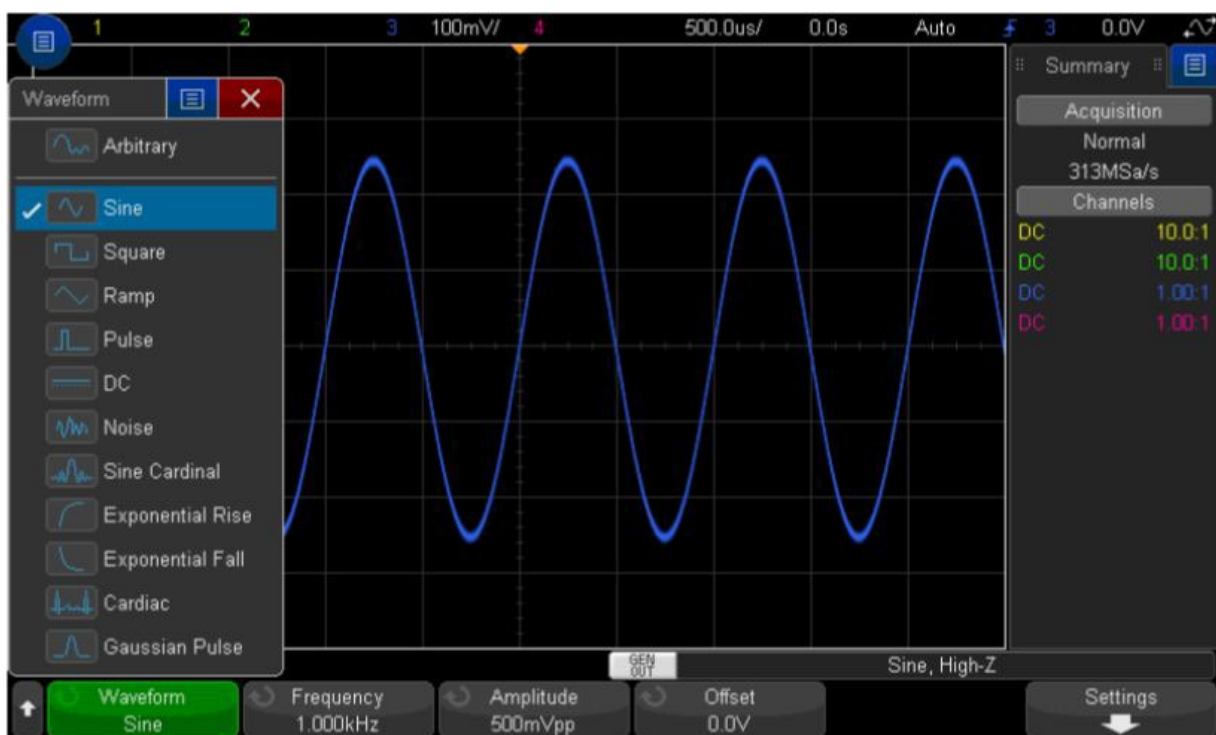 1 2 3 100mV/ 4 500.0us/ 0.0s Auto 3 0.0V
Waveform
Arbitrary
Sine
Square
Ramp
Pulse
DC
Noise
Sine Cardinal
Exponential Rise
Exponential Fall
Cardiac
Gaussian Pulse
Summary
Acquisition
Normal
313MSa/s
Channels
DC 10.0:1
DC 10.0:1
DC 1.00:1
DC 1.00:1
GEN
OUT
Sine, High-Z
Waveform
Sine
Frequency
1.000kHz
Amplitude
500mVpp
Offset
0.0V
Settings